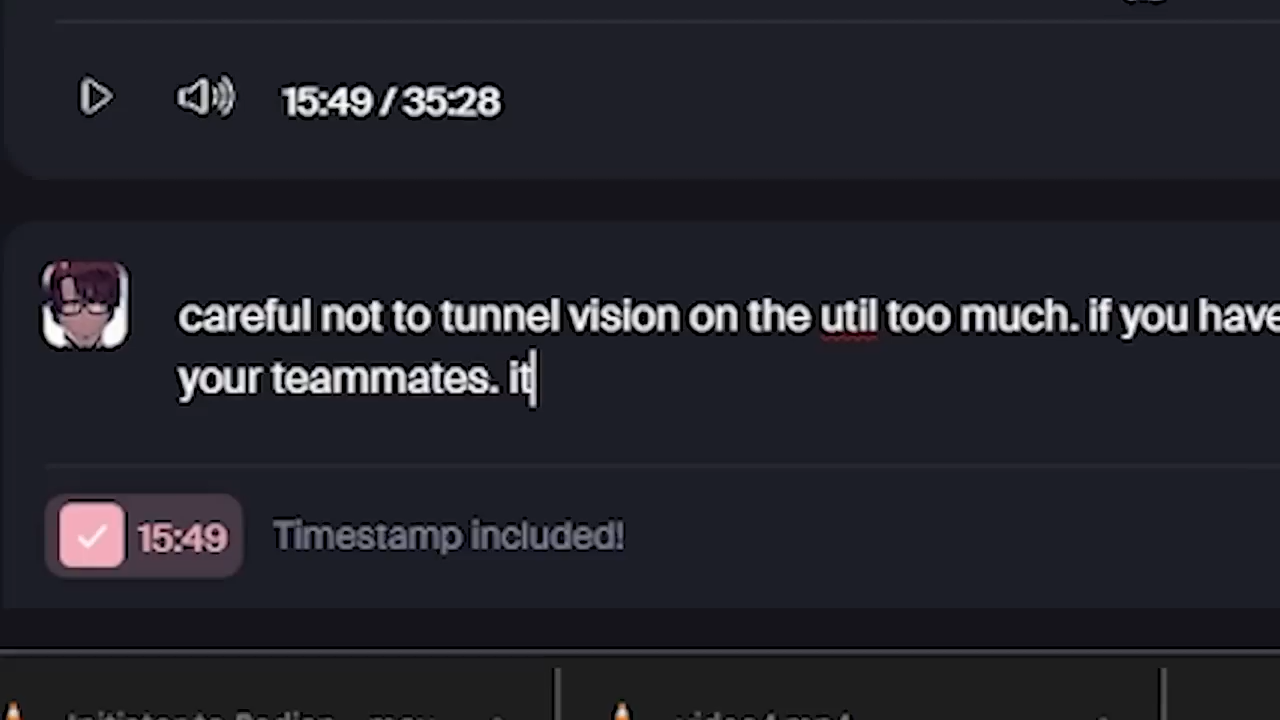 15:49 / 35:28
careful not to tunnel vision on the util too much. if you have
your teammates. it
15:49 Timestamp included!